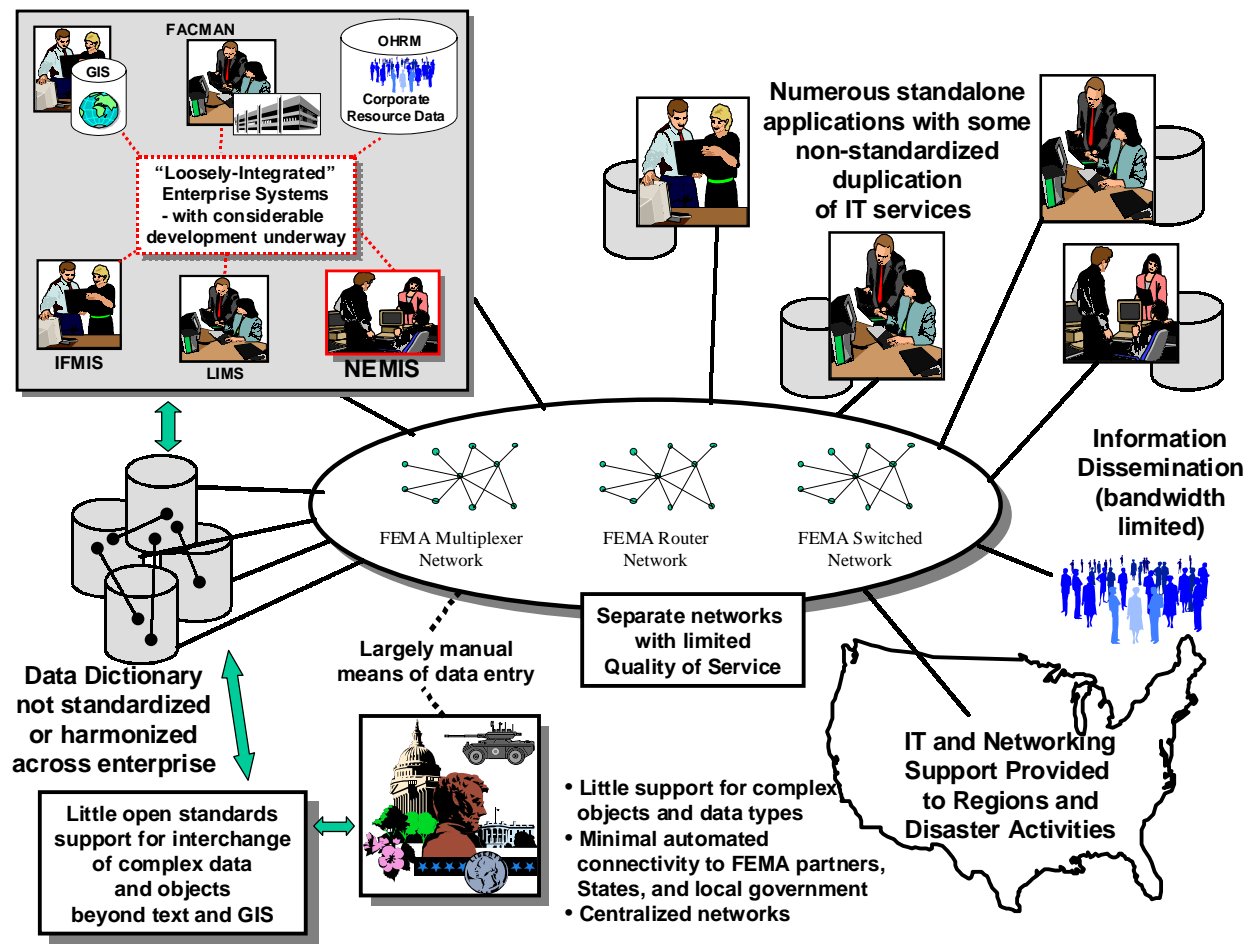 FACMAN
GIS
OHRM
Corporate
Resource Data
“Loosely-Integrated”
Enterprise Systems
- with considerable
development underway
IFMIS
LIMS
NEMIS
Numerous standalone
applications with some
non-standardized
duplication
of IT services
Information
Dissemination
(bandwidth
limited)
FEMA Multiplexer
Network
FEMA Router
Network
FEMA Switched
Network
Separate networks
with limited
Quality of Service
Largely manual
means of data entry
Data Dictionary
not standardized
or harmonized
across enterprise
Little open standards
support for interchange
of complex data
and objects
beyond text and GIS
• Little support for complex
objects and data types
• Minimal automated
connectivity to FEMA partners,
States, and local government
• Centralized networks
IT and Networking
Support Provided
to Regions and
Disaster Activities